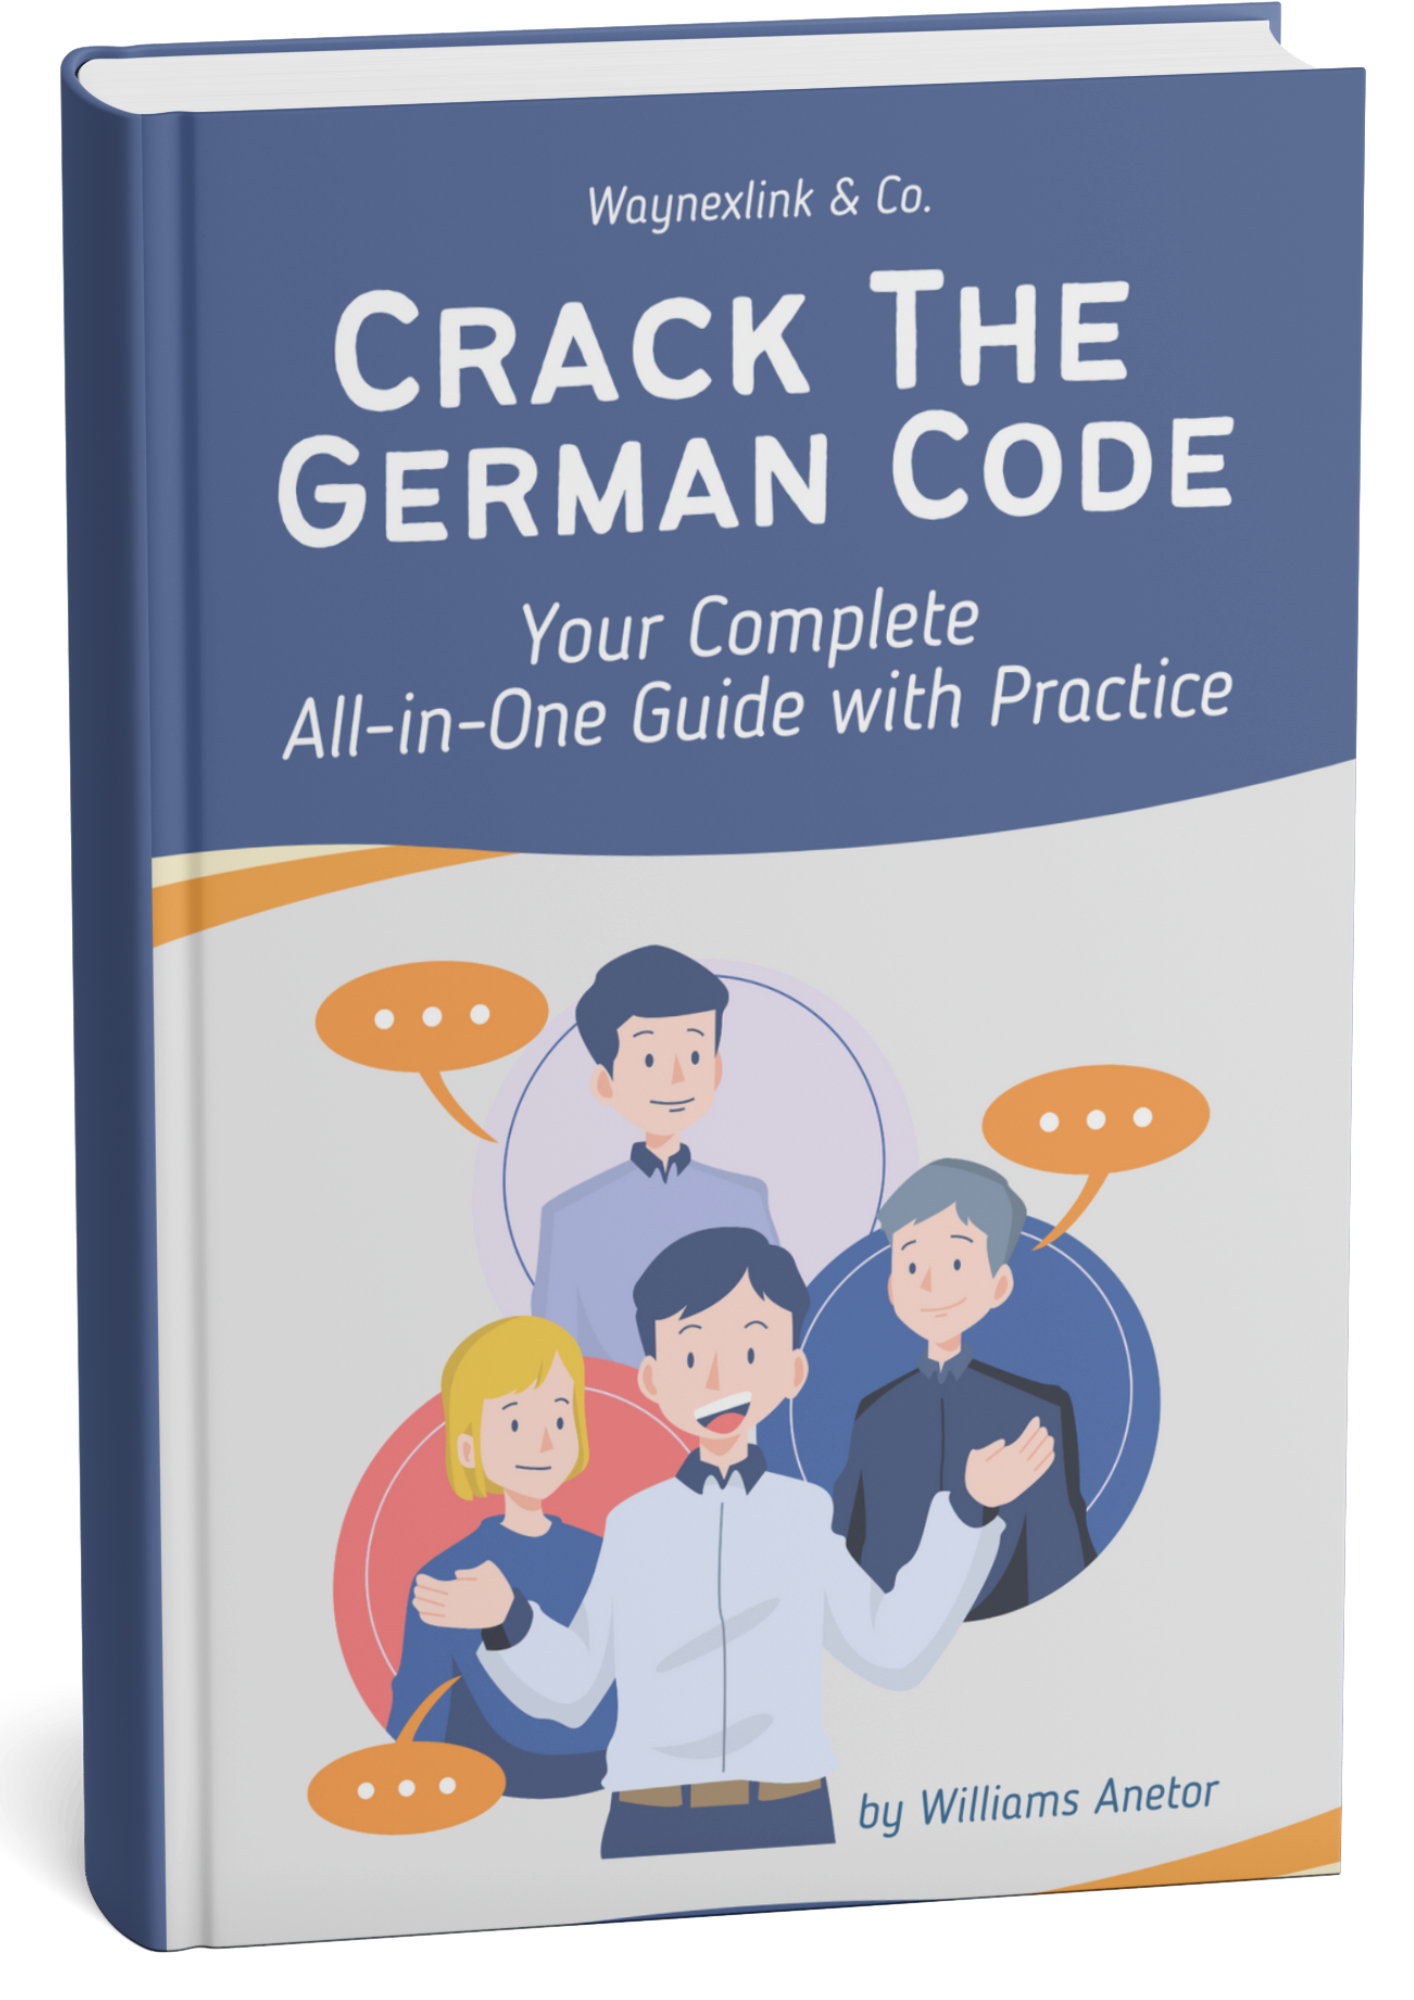 Waynexlink & Co.
CRACK THE
GERMAN CODE
Your Complete
All-in-One Guide with Practice
by Williams Anetor